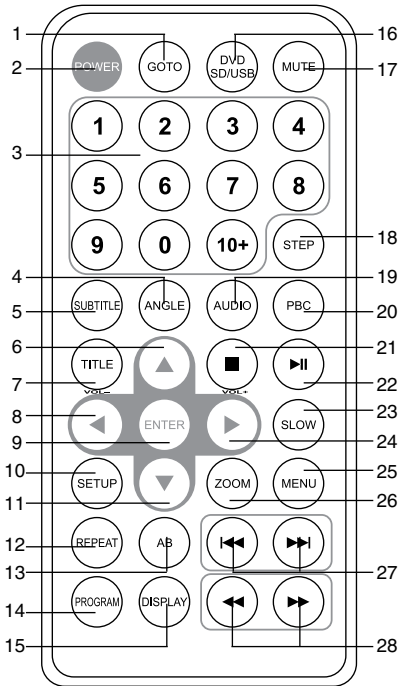 1
16
2
POWER
GOTO
DVD
SD/USB
MUTE
17
1
2
3
4
3
5
6
7
8
9
0
10+
STEP
18
4
19
5
SUBTITLE
ANGLE
AUDIO
PBC
20
6
21
TITLE
22
7
VOL–
VOL+
23
8
ENTER
SLOW
9
24
10
25
SETUP
ZOOM
MENU
11
26
12
REPEAT
AB
13
27
14
PROGRAM
DISPLAY
15
28